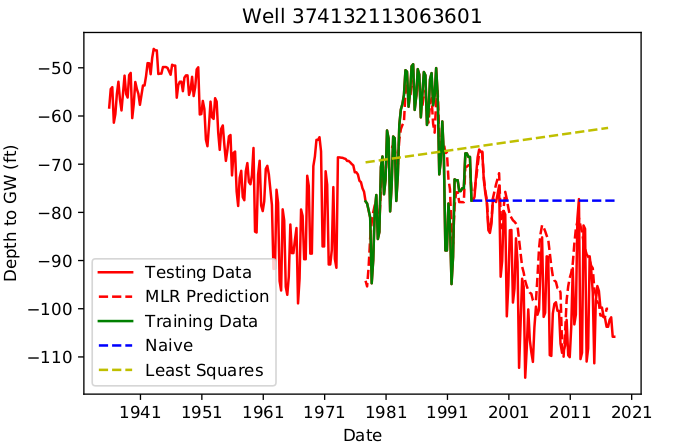 Well 374132113063601
Depth to GW (ft)
−50
−60
−70
−80
−90
−100
−110
Testing Data
MLR Prediction
Training Data
Naive
Least Squares
1941 1951 1961 1971 1981 1991 2001 2011 2021
Date